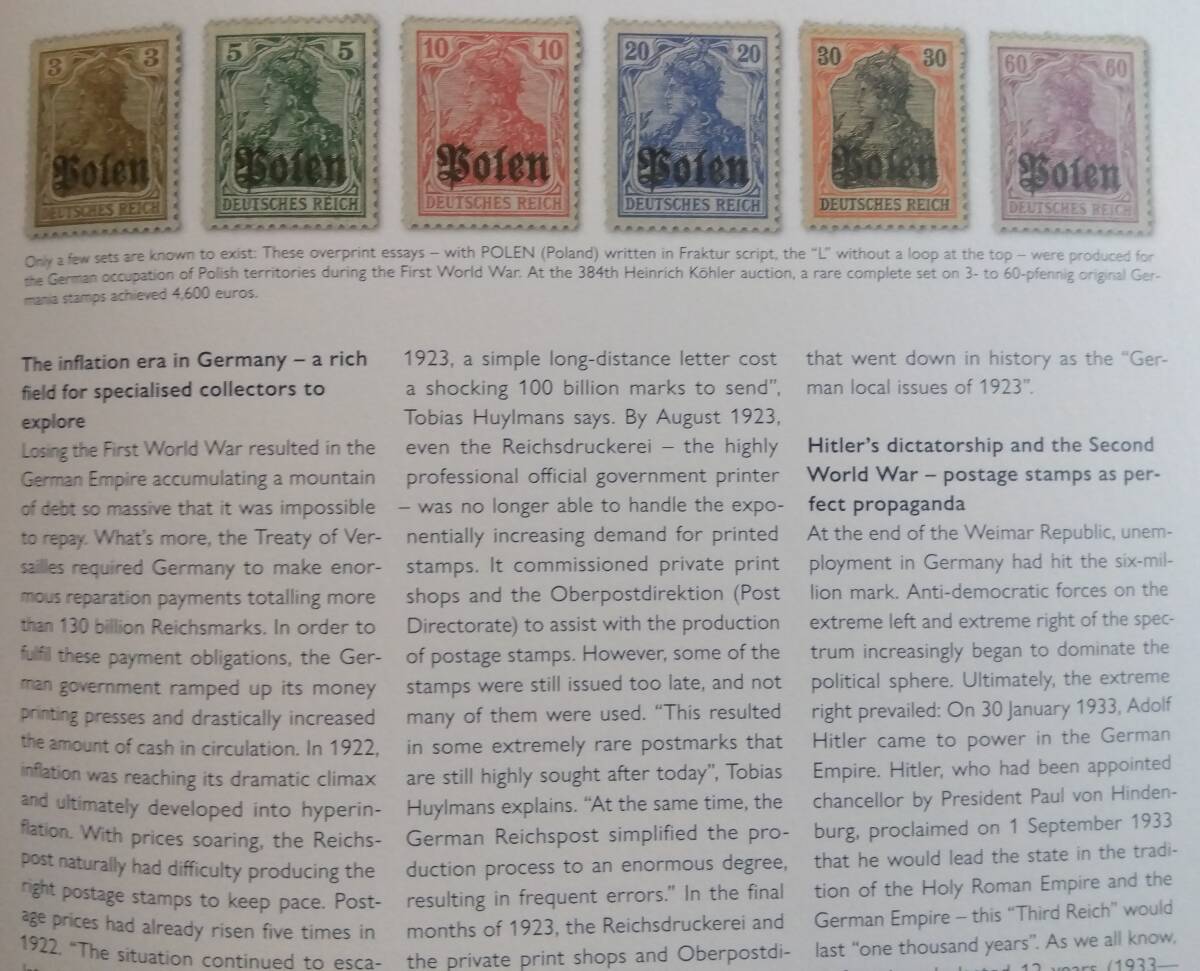 3 3
Polen
DEUTSCHES REICH
5 5
Polen
DEUTSCHES REICH
10 10
Polen
DEUTSCHES REICH
20 20
Polen
DEUTSCHES REICH
30 30
Polen
DEUTSCHES REICH
60 60
Polen
DEUTSCHES REICH
Only a few sets are known to exist: These overprint essays – with POLEN (Poland) written in Fraktur script, the “L” without a loop at the top – were produced for
the German occupation of Polish territories during the First World War. At the 384th Heinrich Köhler auction, a rare complete set on 3- to 60-pfennig original Ger-
mania stamps achieved 4,600 euros.
The inflation era in Germany – a rich
field for specialised collectors to
explore
Losing the First World War resulted in the
German Empire accumulating a mountain
of debt so massive that it was impossible
to repay. What’s more, the Treaty of Ver-
sailles required Germany to make enor-
mous reparation payments totalling more
than 130 billion Reichsmarks. In order to
fulfil these payment obligations, the Ger-
man government ramped up its money
printing presses and drastically increased
the amount of cash in circulation. In 1922,
inflation was reaching its dramatic climax
and ultimately developed into hyperin-
flation. With prices soaring, the Reichs-
post naturally had difficulty producing the
right postage stamps to keep pace. Post-
age prices had already risen five times in
1922. “The situation continued to esca-
1923, a simple long-distance letter cost
a shocking 100 billion marks to send”,
Tobias Huylmans says. By August 1923,
even the Reichsdruckerei – the highly
professional official government printer
– was no longer able to handle the expo-
nentially increasing demand for printed
stamps. It commissioned private print
shops and the Oberpostdirektion (Post
Directorate) to assist with the production
of postage stamps. However, some of the
stamps were still issued too late, and not
many of them were used. “This resulted
in some extremely rare postmarks that
are still highly sought after today”, Tobias
Huylmans explains. “At the same time, the
German Reichspost simplified the pro-
duction process to an enormous degree,
resulting in frequent errors.” In the final
months of 1923, the Reichsdruckerei and
the private print shops and Oberpostdi-
that went down in history as the “Ger-
man local issues of 1923”.
Hitler’s dictatorship and the Second
World War – postage stamps as per-
fect propaganda
At the end of the Weimar Republic, unem-
ployment in Germany had hit the six-mil-
lion mark. Anti-democratic forces on the
extreme left and extreme right of the spec-
trum increasingly began to dominate the
political sphere. Ultimately, the extreme
right prevailed: On 30 January 1933, Adolf
Hitler came to power in the German
Empire. Hitler, who had been appointed
chancellor by President Paul von Hinden-
burg, proclaimed on 1 September 1933
that he would lead the state in the tradi-
tion of the Holy Roman Empire and the
German Empire – this “Third Reich” would
last “one thousand years”. As we all know,
12 years (1933–